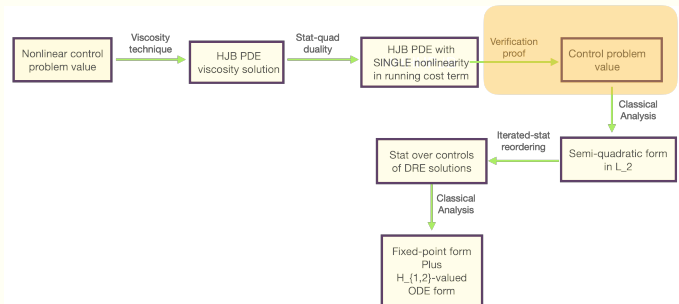 Nonlinear control
problem value
Viscosity
technique
HJB PDE
viscosity solution
Stat-quad
duality
HJB PDE with
SINGLE nonlinearity
in running cost term
Verification
proof
Control problem
value
Classical
Analysis
Semi-quadratic form
in L_2
Iterated-stat
reordering
Stat over controls
of DRE solutions
Classical
Analysis
Fixed-point form
Plus
H_{1,2}-valued
ODE form